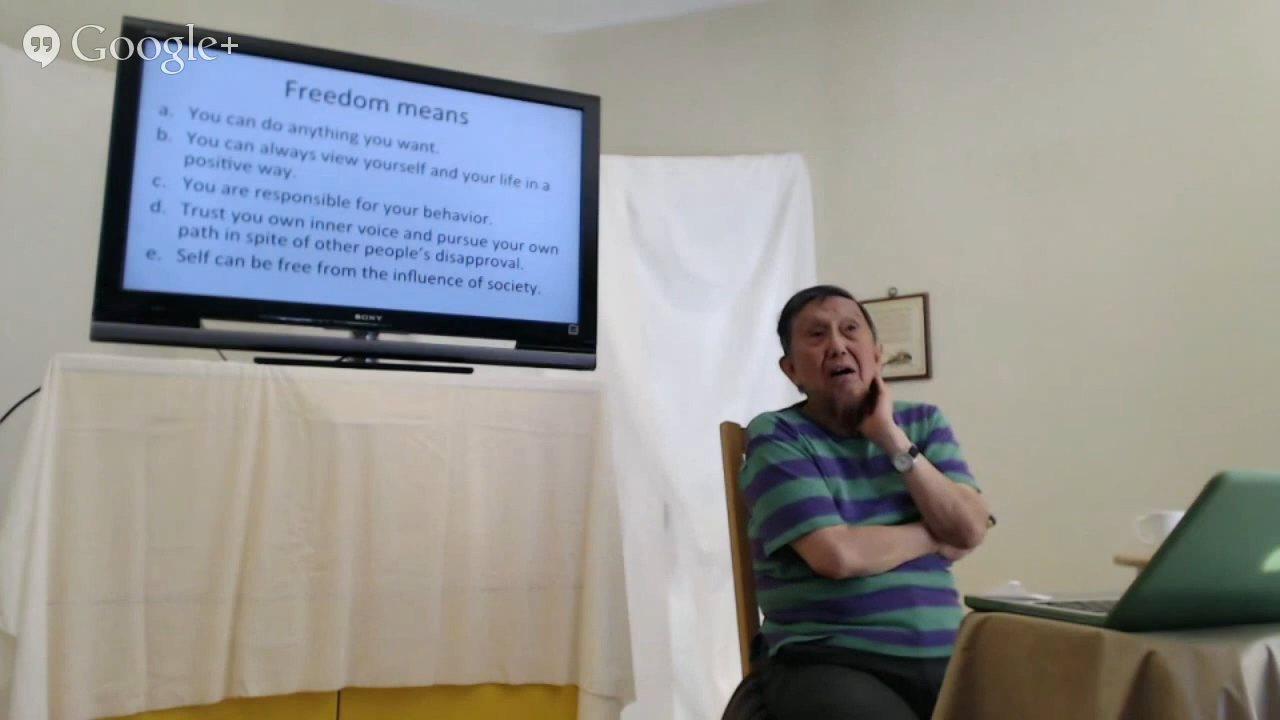 Google+
Freedom means
a. You can do anything you want.
b. You can always view yourself and your life in a
positive way.
c. You are responsible for your behavior.
d. Trust you own inner voice and pursue your own
path in spite of other people's disapproval.
e. Self can be free from the influence of society.
SONY